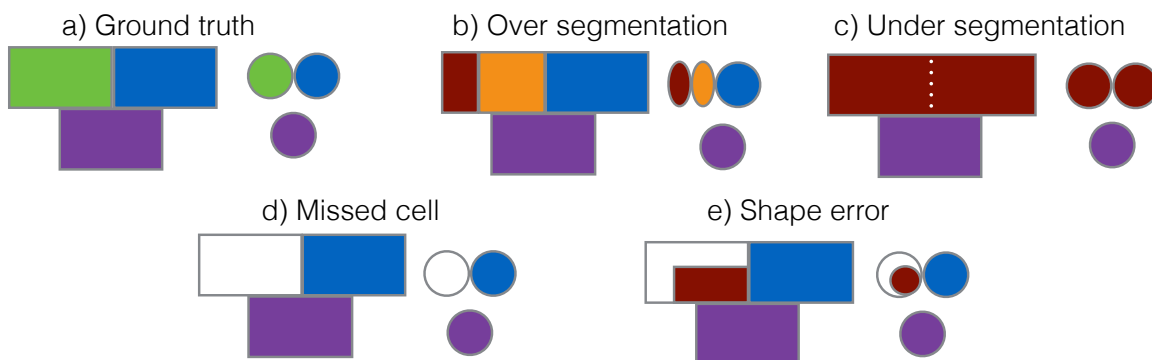 a) Ground truth
b) Over segmentation
c) Under segmentation
d) Missed cell
e) Shape error